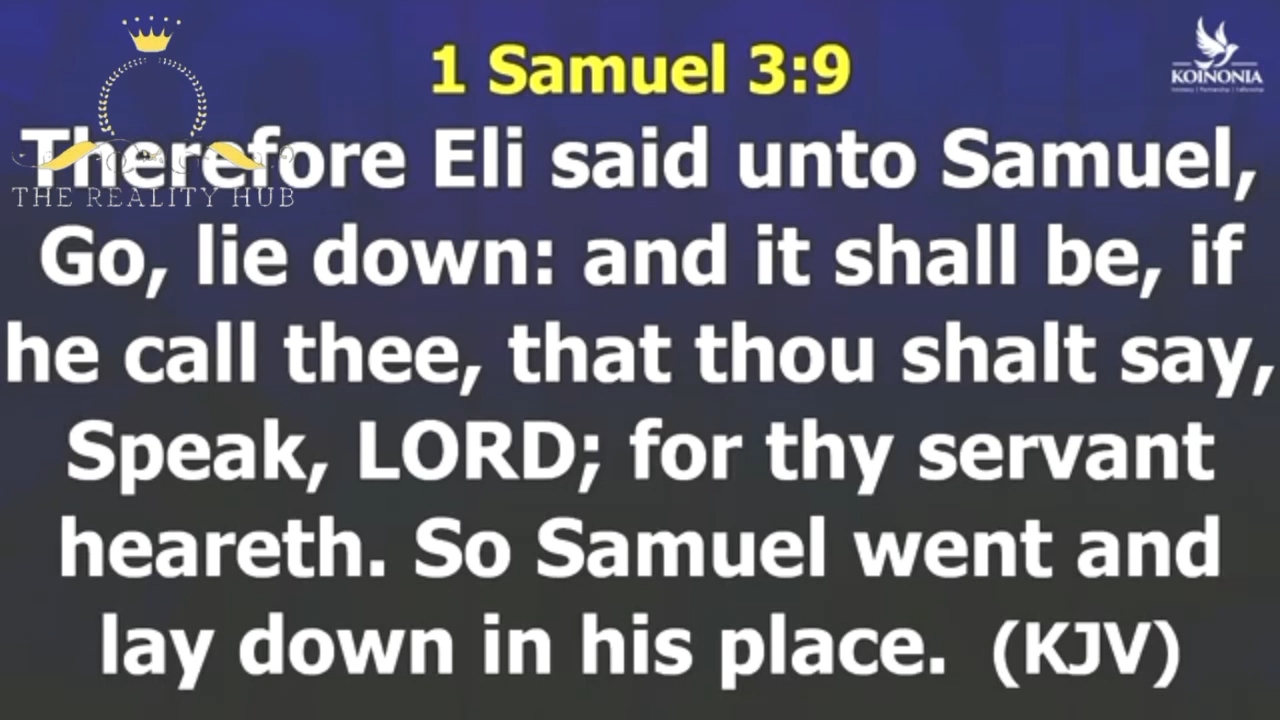 1 Samuel 3:9
KOINONIA
Therefore Eli said unto Samuel,
THE REALITY HUB
Go, lie down: and it shall be, if
he call thee, that thou shalt say,
Speak, LORD; for thy servant
heareth. So Samuel went and
lay down in his place. (KJV)